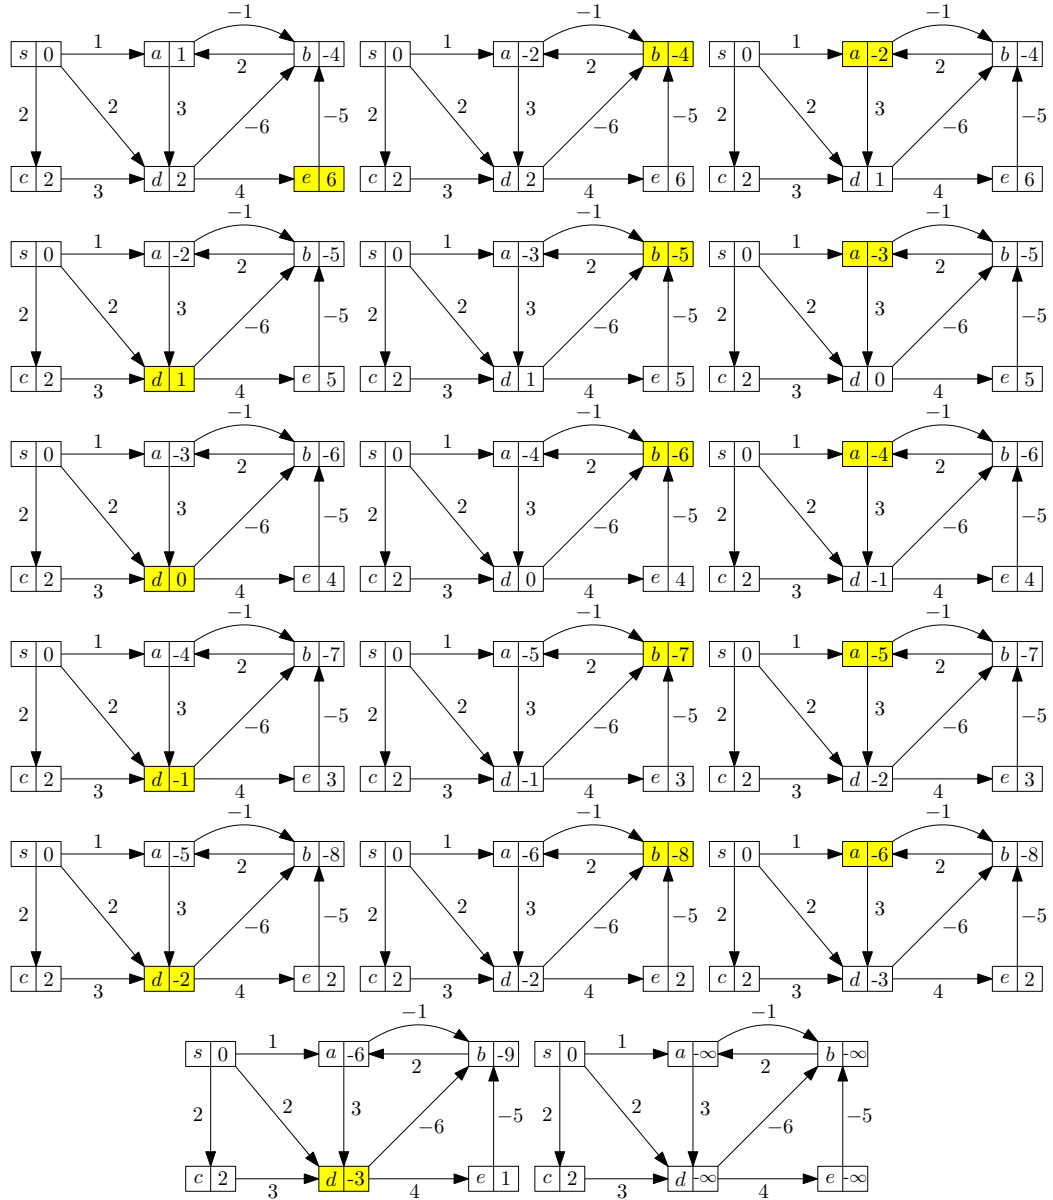 −1 −1 −1
s 0 1 a 1 b -4 s 0 1 a -2 b -4 s 0 1 a -2 b -4
2 2 2
2 2 3 −6 −5 2 2 3 −6 −5 2 2 3 −6 −5
c 2 d 2 e 6 c 2 d 2 e 6 c 2 d 1 e 6
3 4 3 4 3 4
−1 −1 −1
s 0 1 a -2 b -5 s 0 1 a -3 b -5 s 0 1 a -3 b -5
2 2 2
2 2 3 −6 −5 2 2 3 −6 −5 2 2 3 −6 −5
c 2 d 1 e 5 c 2 d 1 e 5 c 2 d 0 e 5
3 4 3 4 3 4
−1 −1 −1
s 0 1 a -3 b -6 s 0 1 a -4 b -6 s 0 1 a -4 b -6
2 2 2
2 2 3 −6 −5 2 2 3 −6 −5 2 2 3 −6 −5
c 2 d 0 e 4 c 2 d 0 e 4 c 2 d -1 e 4
3 4 3 4 3 4
−1 −1 −1
s 0 1 a -4 b -7 s 0 1 a -5 b -7 s 0 1 a -5 b -7
2 2 2
2 2 3 −6 −5 2 2 3 −6 −5 2 2 3 −6 −5
c 2 d -1 e 3 c 2 d -1 e 3 c 2 d -2 e 3
3 4 3 4 3 4
−1 −1 −1
s 0 1 a -5 b -8 s 0 1 a -6 b -8 s 0 1 a -6 b -8
2 2 2
2 2 3 −6 −5 2 2 3 −6 −5 2 2 3 −6 −5
c 2 d -2 e 2 c 2 d -2 e 2 c 2 d -3 e 2
3 4 3 4 3 4
−1 −1
s 0 1 a -6 b -9 s 0 1 a -∞ b -∞
2 2
2 2 3 −6 −5 2 2 3 −6 −5
c 2 d -3 e 1 c 2 d -∞ e -∞
3 4 3 4